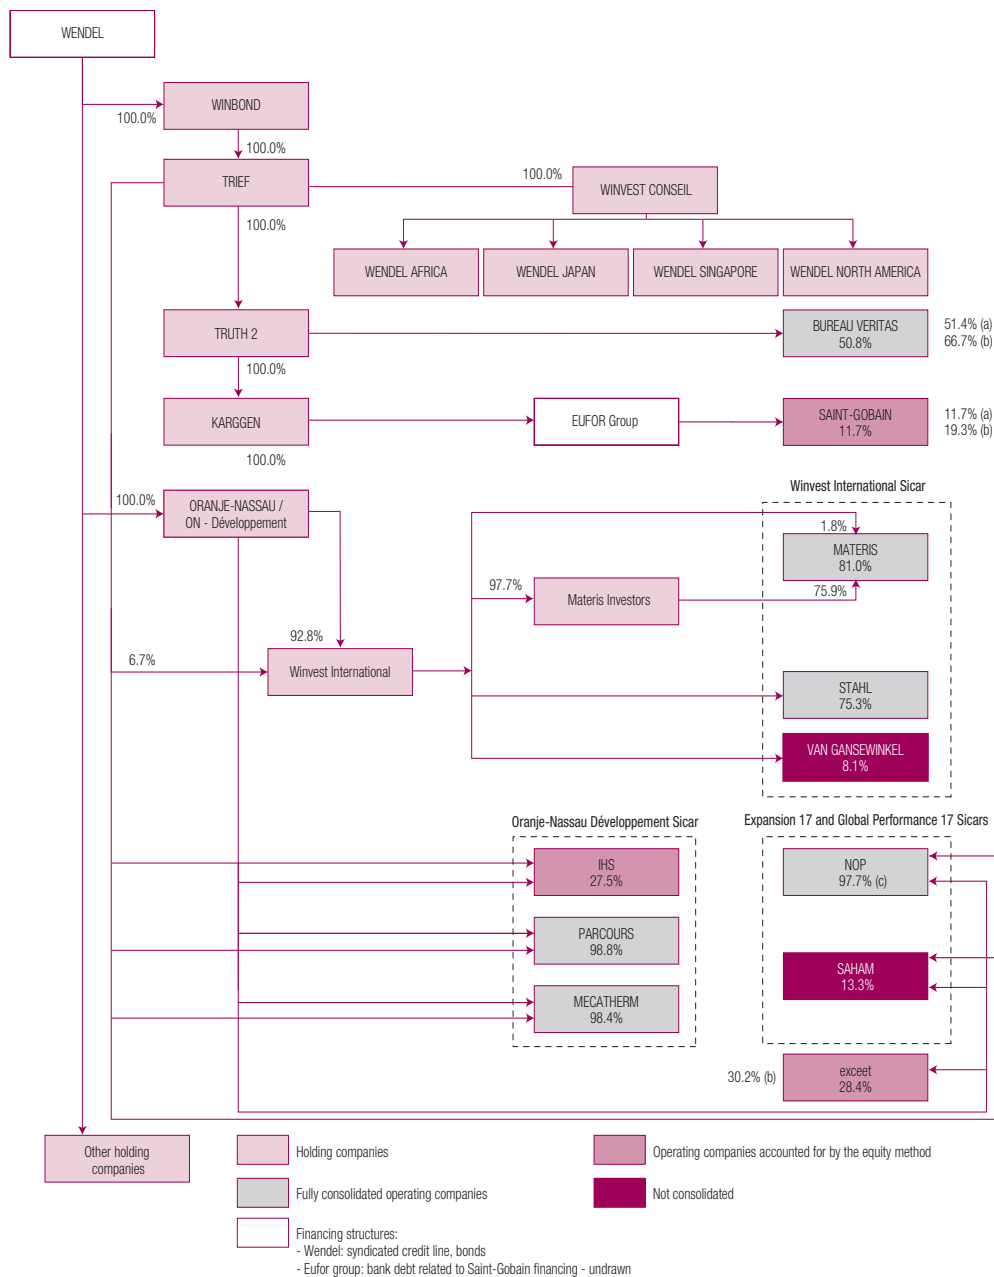 WENDEL
WINBOND
100.0%
100.0%
TRIEF
100.0%
WINVEST CONSEIL
100.0%
WENDEL AFRICA
WENDEL JAPAN
WENDEL SINGAPORE
WENDEL NORTH AMERICA
TRUTH 2
BUREAU VERITAS
50.8%
51.4% (a)
66.7% (b)
100.0%
KARGGEN
EUFOR Group
SAINT-GOBAIN
11.7%
11.7% (a)
19.3% (b)
100.0%
Winvest International Sicar
100.0%
ORANJE-NASSAU /
ON - Développement
1.8%
MATERIS
81.0%
97.7%
Materis Investors
75.9%
92.8%
6.7%
Winvest International
STAHL
75.3%
VAN GANSEWINKEL
8.1%
Oranje-Nassau Développement Sicar
Expansion 17 and Global Performance 17 Sicars
IHS
27.5%
NOP
97.7% (c)
PARCOURS
98.8%
SAHAM
13.3%
MECATHERM
98.4%
30.2% (b)
exceet
28.4%
Other holding
companies
Holding companies
Operating companies accounted for by the equity method
Fully consolidated operating companies
Not consolidated
Financing structures:
- Wendel: syndicated credit line, bonds
- Eufor group: bank debt related to Saint-Gobain financing - undrawn